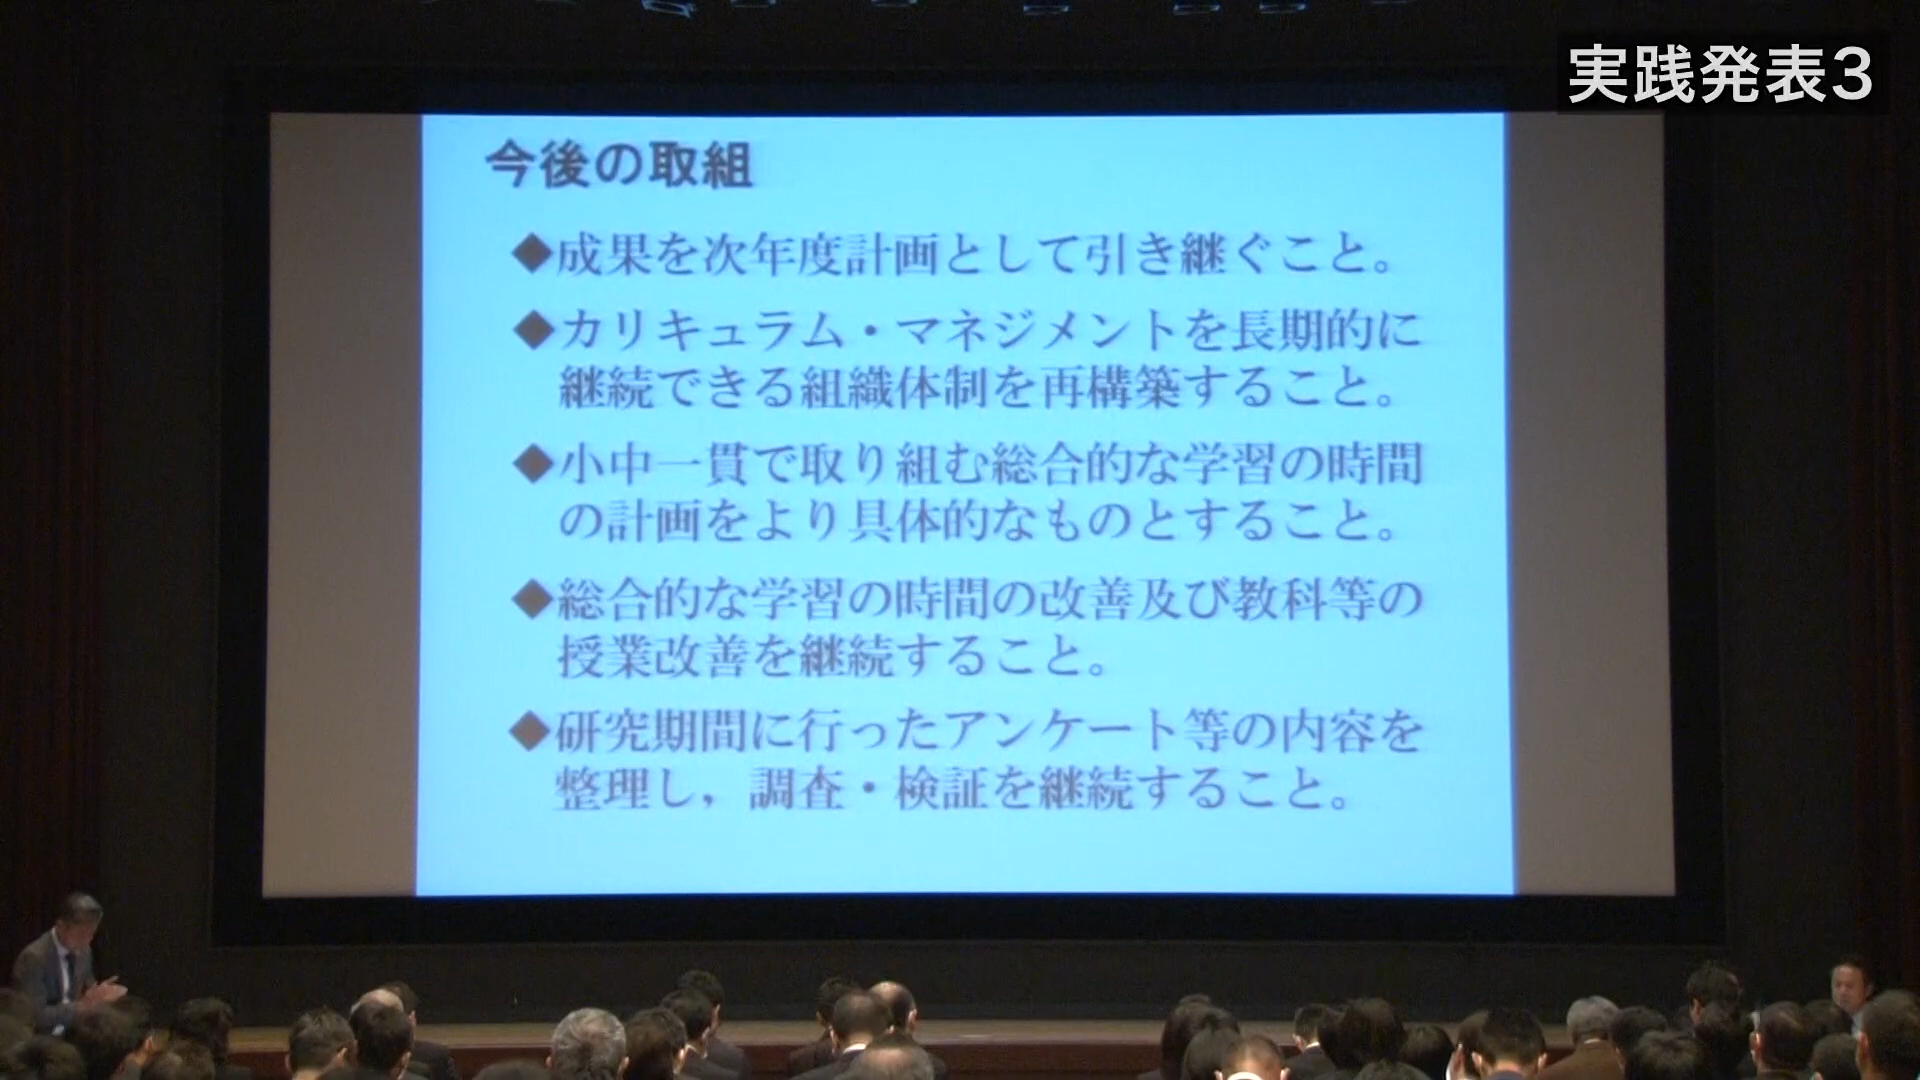 実践発表3
今後の取組
◆成果を次年度計画として引き継ぐこと。
◆カリキュラム・マネジメントを長期的に
継続できる組織体制を再構築すること。
◆小中一貫で取り組む総合的な学習の時間
の計画をより具体的なものとすること。
◆総合的な学習の時間の改善及び教科等の
授業改善を継続すること。
◆研究期間に行ったアンケート等の内容を
整理し，調査・検証を継続すること。